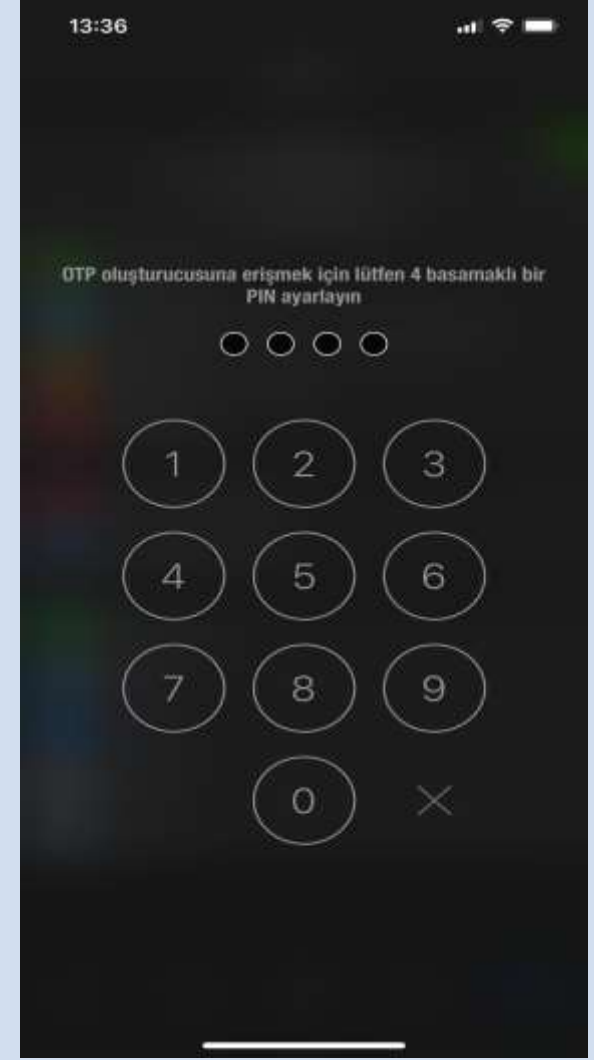 13:36
OTP oluşturucusuna erişmek için lütfen 4 basamaklı bir
PIN ayarlayın
1 2 3
4 5 6
7 8 9
0